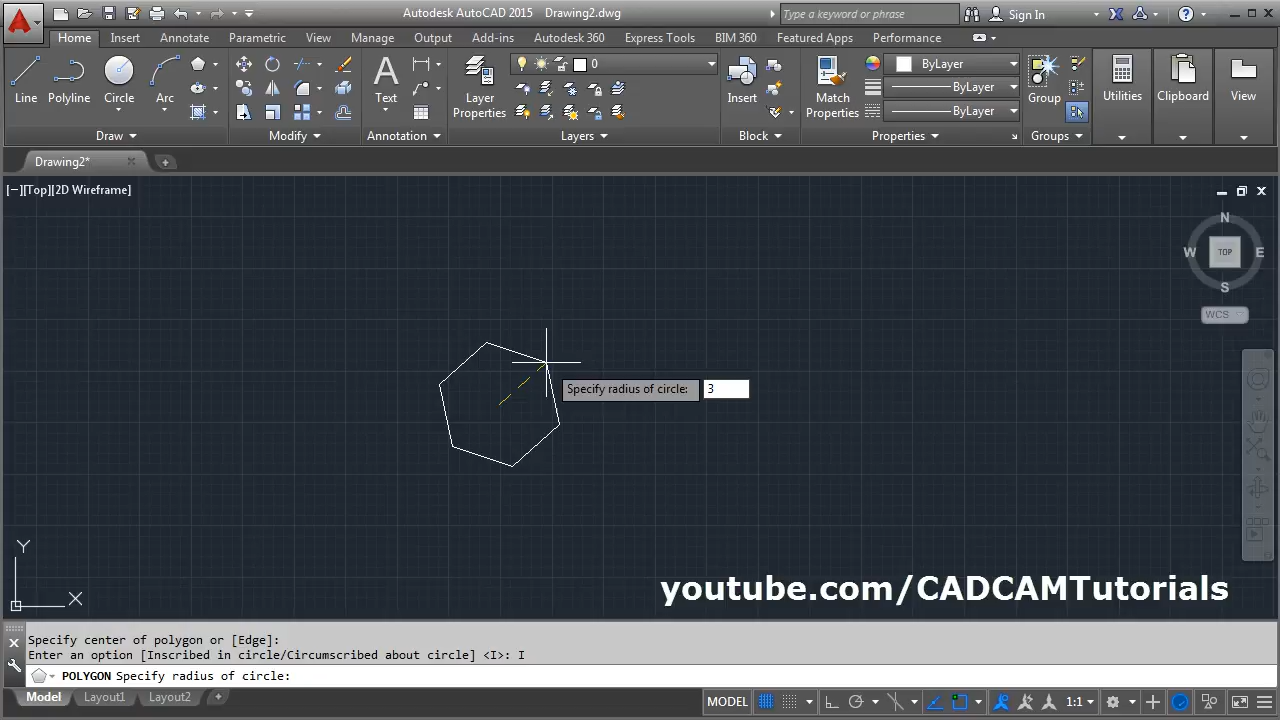 Autodesk AutoCAD 2015 Drawing2.dwg
Type a keyword or phrase
Sign In
Home Insert Annotate Parametric View Manage Output Add-ins Autodesk 360 Express Tools BIM 360 Featured Apps Performance
Line Polyline Circle Arc
Text
Layer
Properties
0
Insert
Match
Properties
ByLayer
ByLayer
ByLayer
Group
Utilities
Clipboard
View
Draw Modify Annotation Layers Block Properties Groups
Drawing2*
[−][Top][2D Wireframe]
N
W TOP E
S
WCS
Specify radius of circle: 3
Y
X
youtube.com/CADCAMTutorials
Specify center of polygon or [Edge]:
Enter an option [Inscribed in circle/Circumscribed about circle] <I>: I
POLYGON Specify radius of circle:
Model Layout1 Layout2
MODEL
1:1